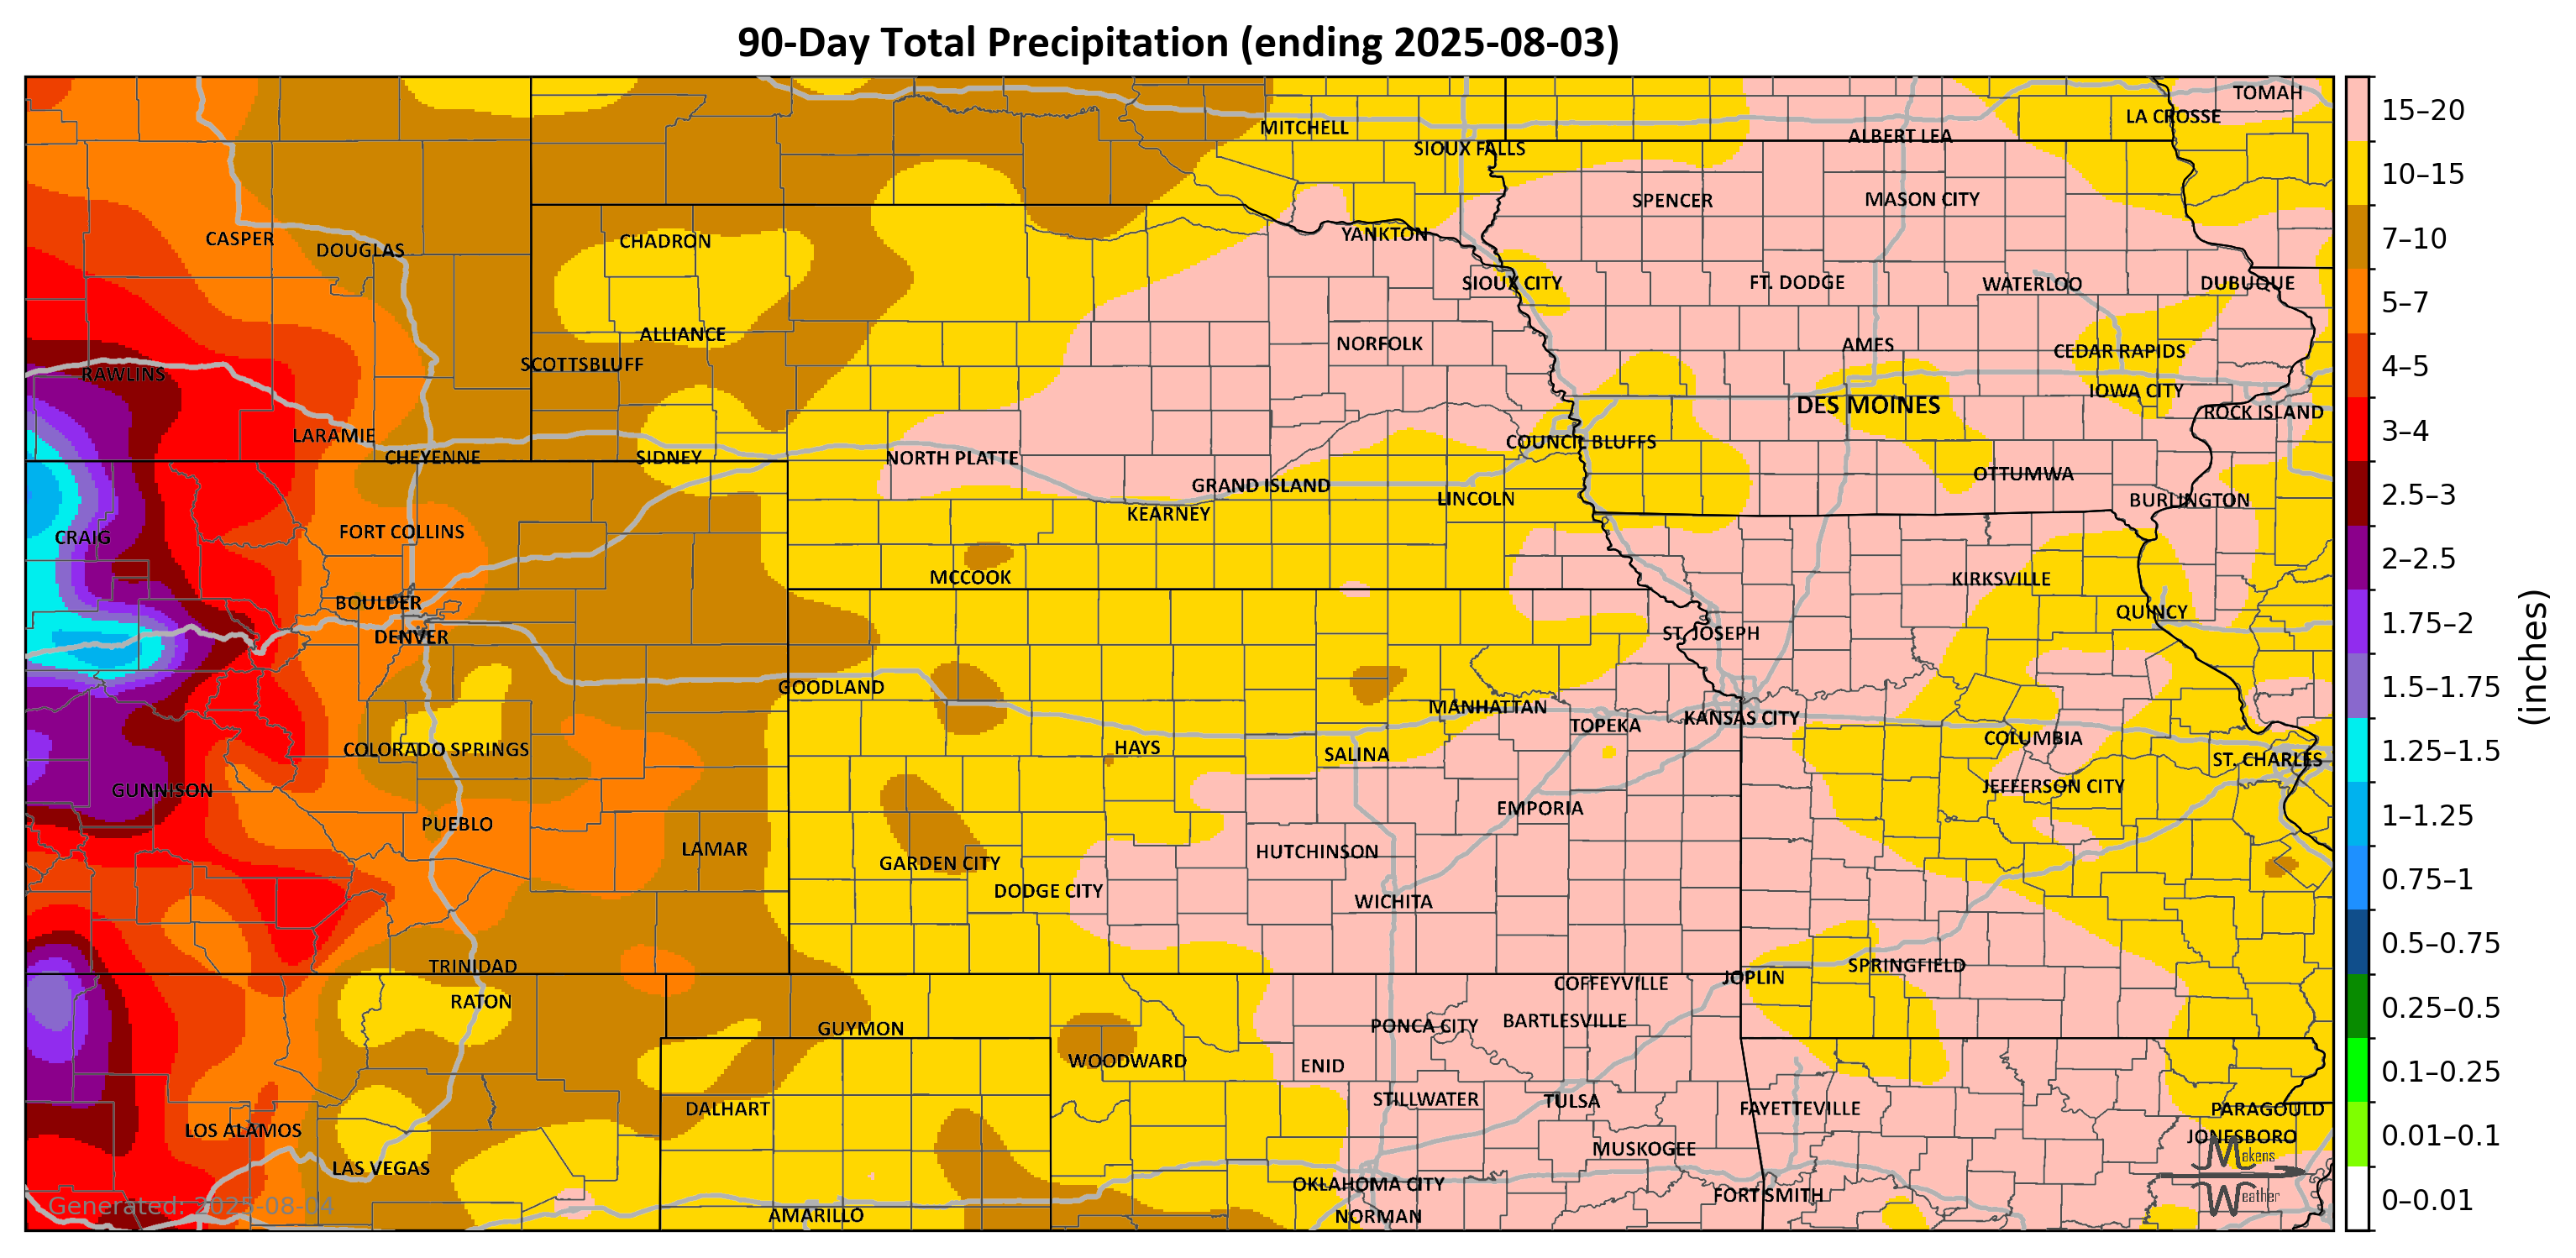 90-Day Total Precipitation (ending 2025-08-03)
TOMAH
LA CROSSE
MITCHELL
ALBERT LEA
SIOUX FALLS
SPENCER
MASON CITY
YANKTON
CASPER
DOUGLAS
CHADRON
SIOUX CITY
FT. DODGE
WATERLOO
DUBUQUE
ALLIANCE
NORFOLK
AMES
CEDAR RAPIDS
SCOTTSBLUFF
RAWLINS
IOWA CITY
DES MOINES
ROCK ISLAND
LARAMIE
COUNCIL BLUFFS
CHEYENNE
SIDNEY
NORTH PLATTE
OTTUMWA
GRAND ISLAND
LINCOLN
BURLINGTON
KEARNEY
CRAIG
FORT COLLINS
MCCOOK
KIRKSVILLE
BOULDER
QUINCY
DENVER
ST. JOSEPH
GOODLAND
MANHATTAN
TOPEKA
KANSAS CITY
COLUMBIA
COLORADO SPRINGS
HAYS
SALINA
ST. CHARLES
GUNNISON
JEFFERSON CITY
EMPORIA
PUEBLO
LAMAR
GARDEN CITY
HUTCHINSON
DODGE CITY
WICHITA
TRINIDAD
SPRINGFIELD
JOPLIN
COFFEYVILLE
RATON
GUYMON
PONCA CITY
BARTLESVILLE
WOODWARD
ENID
DALHART
STILLWATER
TULSA
FAYETTEVILLE
PARAGOULD
LOS ALAMOS
JONESBORO
MUSKOGEE
LAS VEGAS
OKLAHOMA CITY
FORT SMITH
AMARILLO
NORMAN
Makens
Weather
Generated: 2025-08-04
15–20
10–15
7–10
5–7
4–5
3–4
2.5–3
2–2.5
1.75–2
1.5–1.75
1.25–1.5
1–1.25
0.75–1
0.5–0.75
0.25–0.5
0.1–0.25
0.01–0.1
0–0.01
(inches)